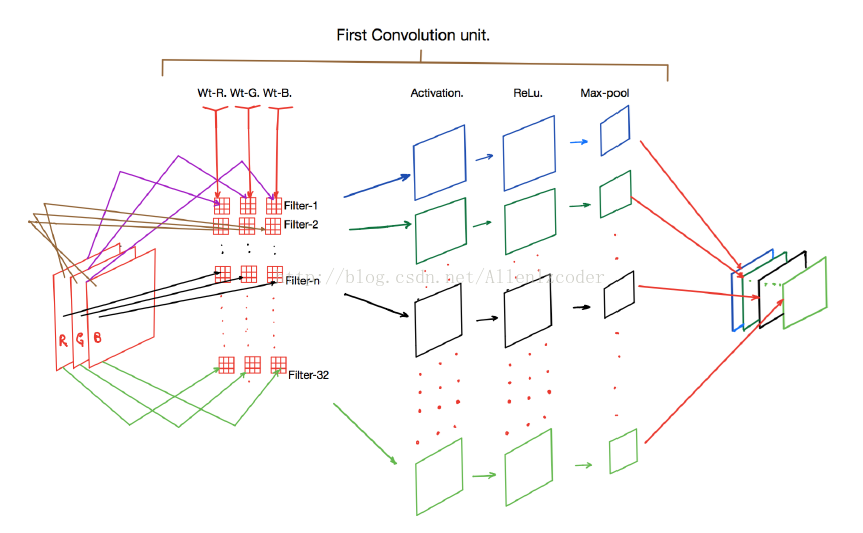 First Convolution unit.
Wt-R. Wt-G. Wt-B.
Activation.
ReLu.
Max-pool
Filter-1
Filter-2
Filter-n
http://blog.csdn.net/Allenlzcoder
R G B
Filter-32